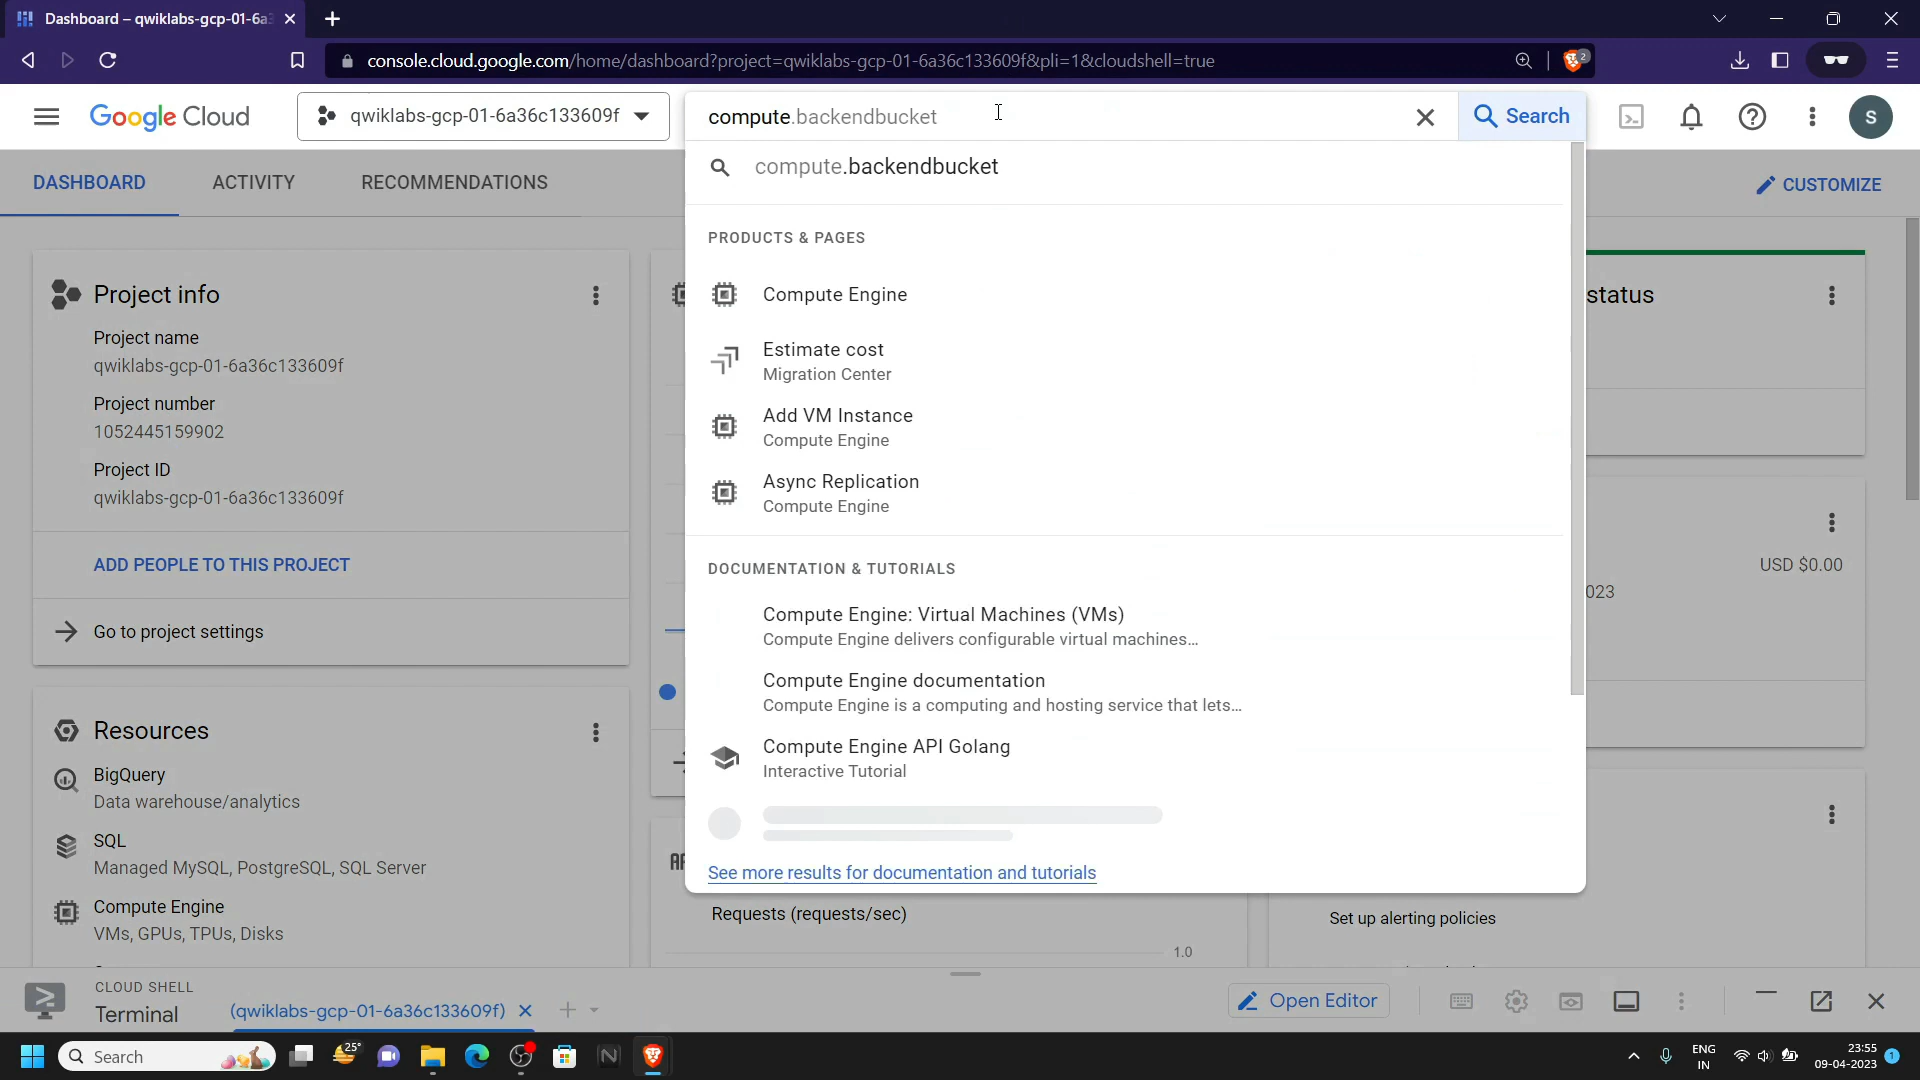 Dashboard – qwiklabs-gcp-01-6a
console.cloud.google.com/home/dashboard?project=qwiklabs-gcp-01-6a36c133609f&pli=1&cloudshell=true
2
Google Cloud
qwiklabs-gcp-01-6a36c133609f
compute.backendbucket
Search
S
compute.backendbucket
DASHBOARD
ACTIVITY
RECOMMENDATIONS
CUSTOMIZE
PRODUCTS & PAGES
Compute Engine
Estimate cost
Migration Center
Add VM Instance
Compute Engine
Async Replication
Compute Engine
DOCUMENTATION & TUTORIALS
Compute Engine: Virtual Machines (VMs)
Compute Engine delivers configurable virtual machines...
Compute Engine documentation
Compute Engine is a computing and hosting service that lets...
Compute Engine API Golang
Interactive Tutorial
See more results for documentation and tutorials
Project info
Project name
qwiklabs-gcp-01-6a36c133609f
Project number
1052445159902
Project ID
qwiklabs-gcp-01-6a36c133609f
ADD PEOPLE TO THIS PROJECT
Go to project settings
Resources
BigQuery
Data warehouse/analytics
SQL
Managed MySQL, PostgreSQL, SQL Server
Compute Engine
VMs, GPUs, TPUs, Disks
Requests (requests/sec)
1.0
status
USD $0.00
023
Set up alerting policies
CLOUD SHELL
Terminal
(qwiklabs-gcp-01-6a36c133609f)
Open Editor
Search
25°
ENG
IN
23:55
09-04-2023
1